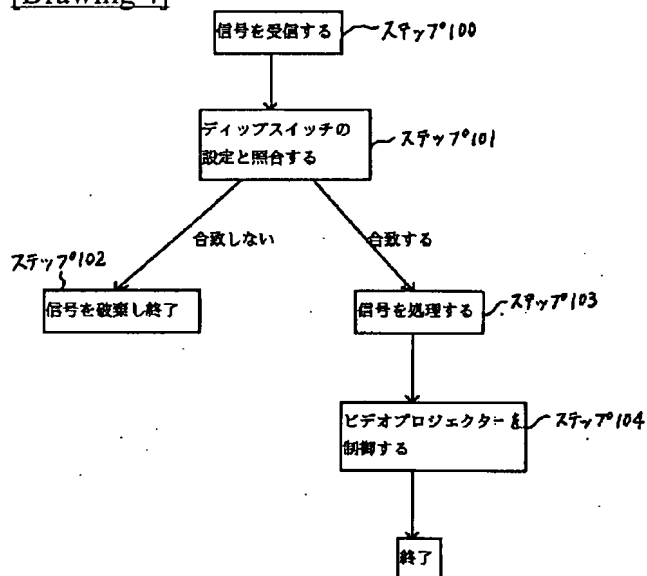 信号を受信する
ステップ100
ディップスイッチの
設定と照合する
ステップ101
合致しない
合致する
ステップ102
信号を破棄し終了
信号を処理する
ステップ103
ビデオプロジェクターを
制御する
ステップ104
終了